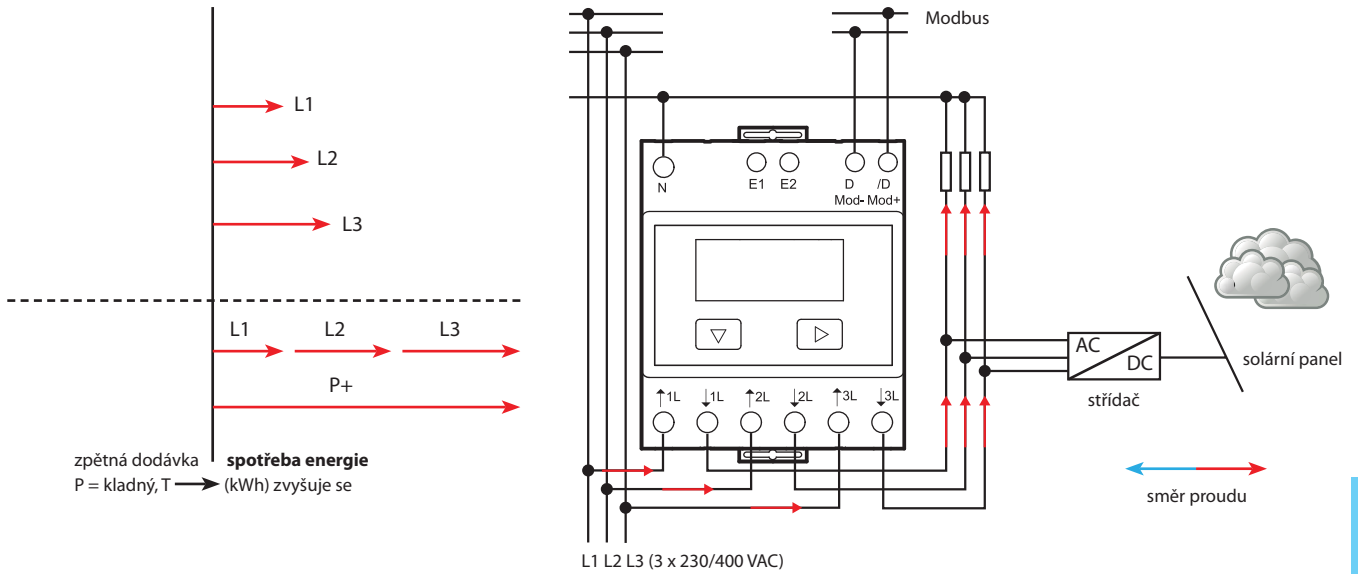 L1
L2
L3
L1 L2 L3
P+
zpětná dodávka spotřeba energie
P = kladný, T (kWh) zvyšuje se
Modbus
N E1 E2 D /D
Mod- Mod+
↑1L ↓1L ↑2L ↓2L ↑3L ↓3L
L1 L2 L3 (3 x 230/400 VAC)
AC
DC
střídač
solární panel
směr proudu